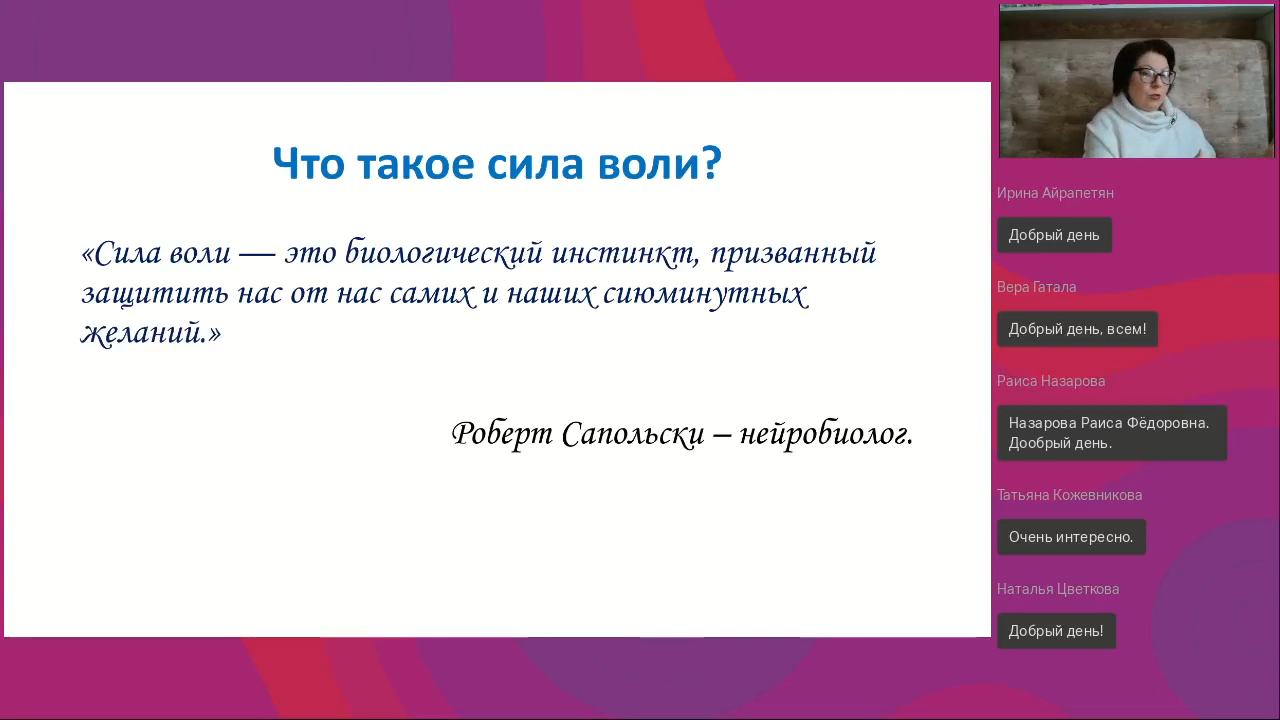 Что такое сила воли?
«Сила воли — это биологический инстинкт, призванный
защитить нас от нас самих и наших сиюминутных
желаний.»
Роберт Сапольски – нейробиолог.
Ирина Айрапетян
Добрый день
Вера Гатала
Добрый день, всем!
Раиса Назарова
Назарова Раиса Фёдоровна.
Дообрый день.
Татьяна Кожевникова
Очень интересно.
Наталья Цветкова
Добрый день!